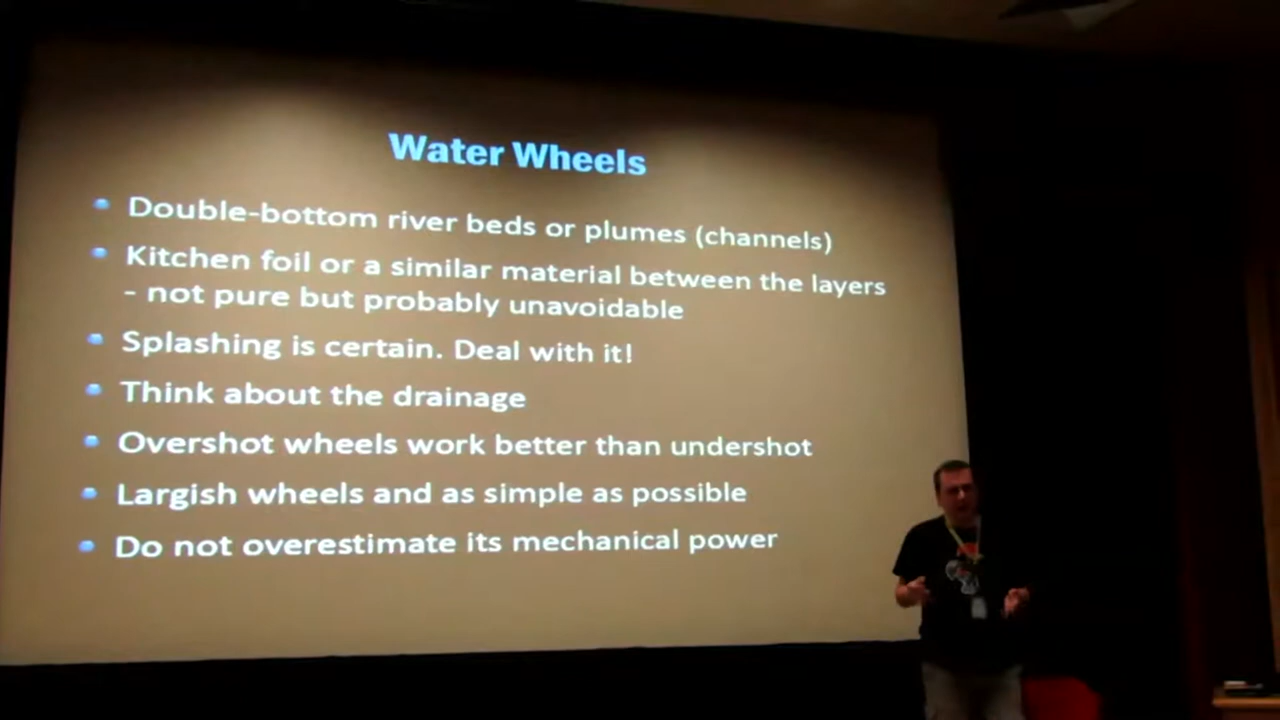 Water Wheels
• Double-bottom river beds or plumes (channels)
• Kitchen foil or a similar material between the layers
- not pure but probably unavoidable
• Splashing is certain. Deal with it!
• Think about the drainage
• Overshot wheels work better than undershot
• Largish wheels and as simple as possible
• Do not overestimate its mechanical power